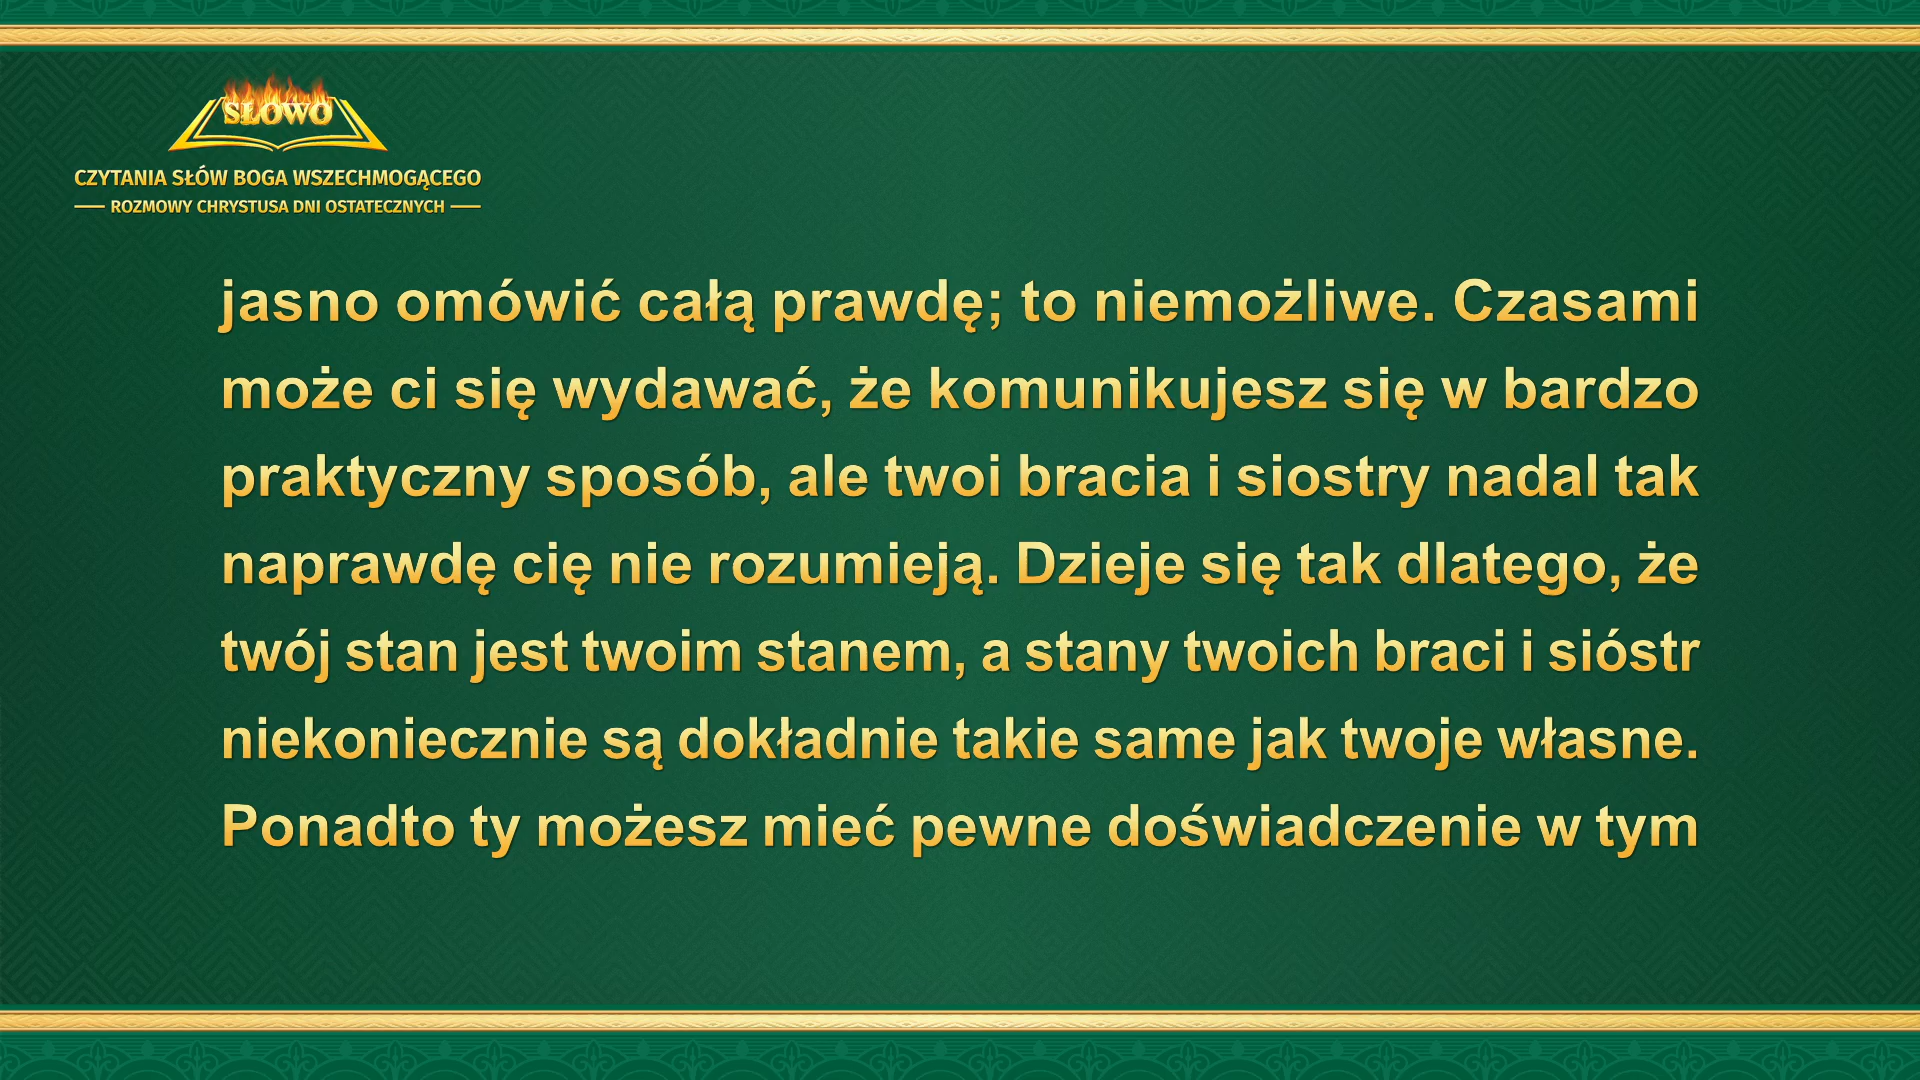 SŁOWO
CZYTANIA SŁÓW BOGA WSZECHMOGĄCEGO
ROZMOWY CHRYSTUSA DNI OSTATECZNYCH
jasno omówić całą prawdę; to niemożliwe. Czasami
może ci się wydawać, że komunikujesz się w bardzo
praktyczny sposób, ale twoi bracia i siostry nadal tak
naprawdę cię nie rozumieją. Dzieje się tak dlatego, że
twój stan jest twoim stanem, a stany twoich braci i sióstr
niekoniecznie są dokładnie takie same jak twoje własne.
Ponadto ty możesz mieć pewne doświadczenie w tym